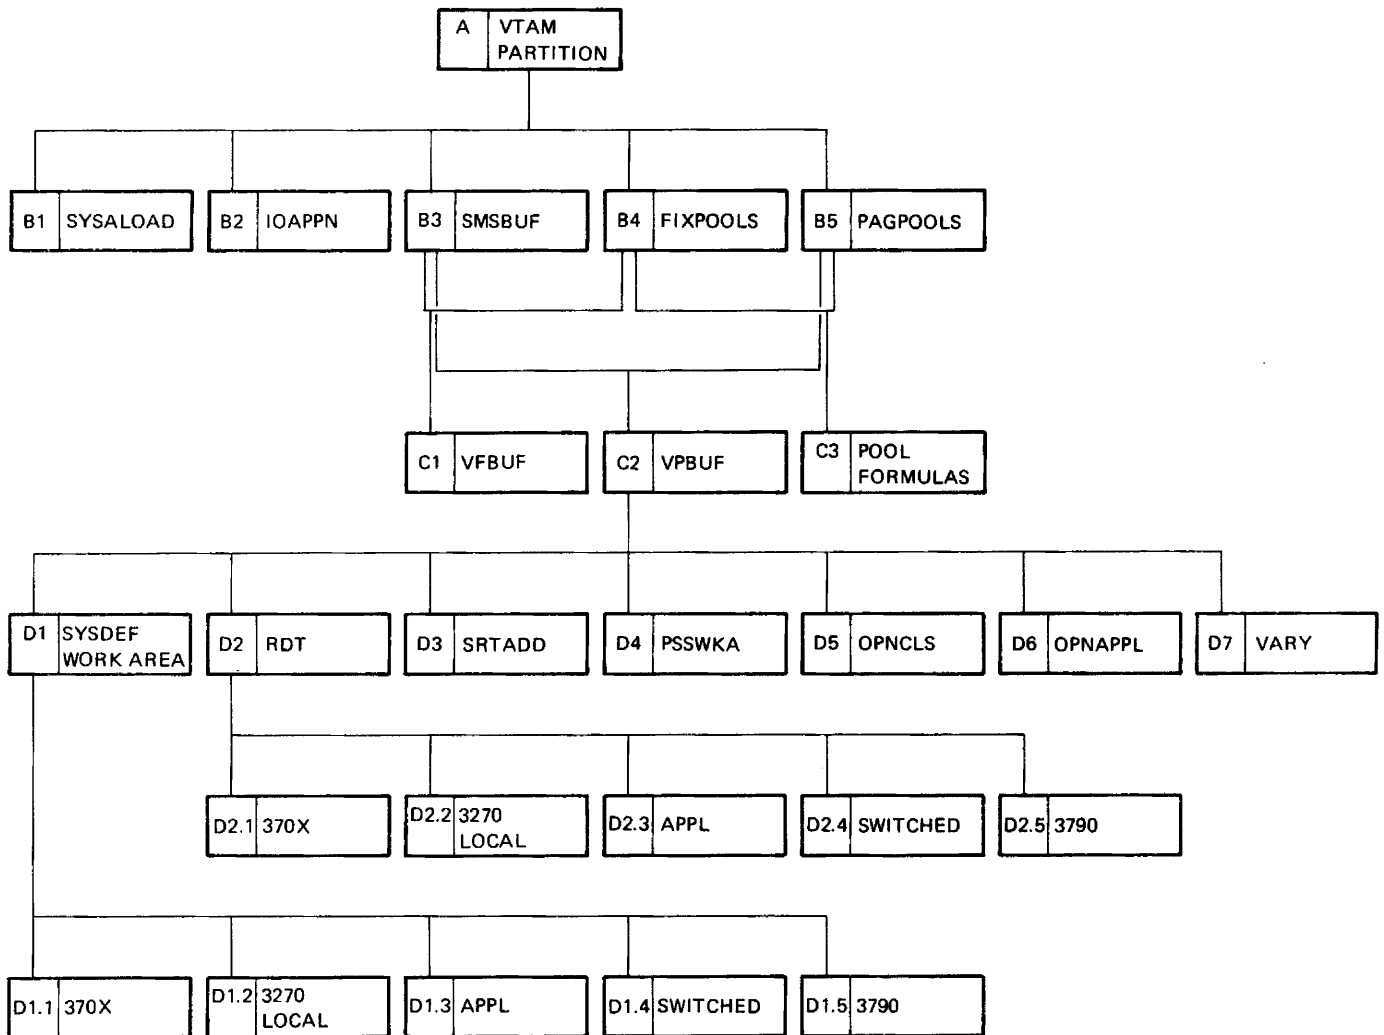 A VTAM
PARTITION
B1 SYSALOAD
B2 IOAPPN
B3 SMSBUF
B4 FIXPOOLS
B5 PAGPOOLS
C1 VFBUF
C2 VPBUF
C3 POOL
FORMULAS
D1 SYSDEF
WORK AREA
D2 RDT
D3 SRTADD
D4 PSSWKA
D5 OPNCLS
D6 OPNAPPL
D7 VARY
D2.1 370X
D2.2 3270
LOCAL
D2.3 APPL
D2.4 SWITCHED
D2.5 3790
D1.1 370X
D1.2 3270
LOCAL
D1.3 APPL
D1.4 SWITCHED
D1.5 3790